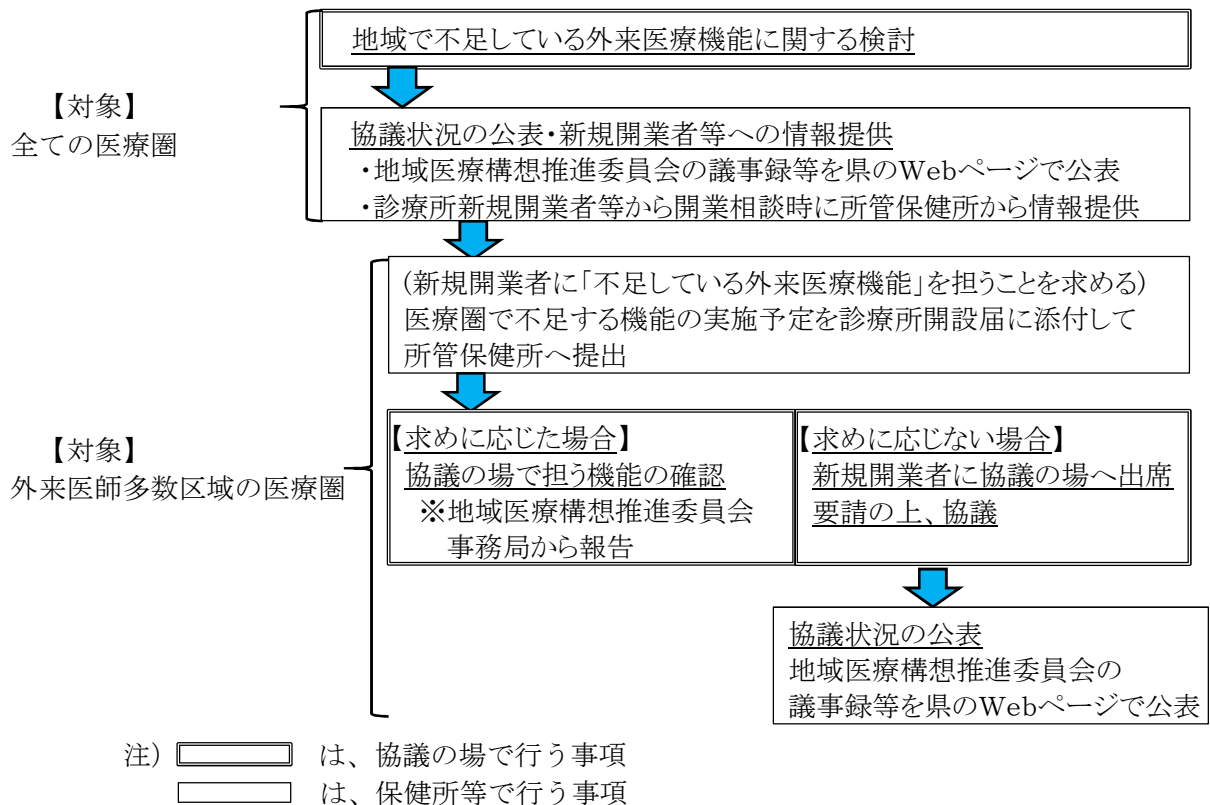 地域で不足している外来医療機能に関する検討
【対象】
全ての医療圏
協議状況の公表・新規開業者等への情報提供
・地域医療構想推進委員会の議事録等を県のWebページで公表
・診療所新規開業者等から開業相談時に所管保健所から情報提供
(新規開業者に「不足している外来医療機能」を担うことを求める)
医療圏で不足する機能の実施予定を診療所開設届に添付して
所管保健所へ提出
【対象】
外来医師多数区域の医療圏
【求めに応じた場合】
協議の場で担う機能の確認
※地域医療構想推進委員会
事務局から報告
【求めに応じない場合】
新規開業者に協議の場へ出席
要請の上、協議
協議状況の公表
地域医療構想推進委員会の
議事録等を県のWebページで公表
注) は、協議の場で行う事項
は、保健所等で行う事項